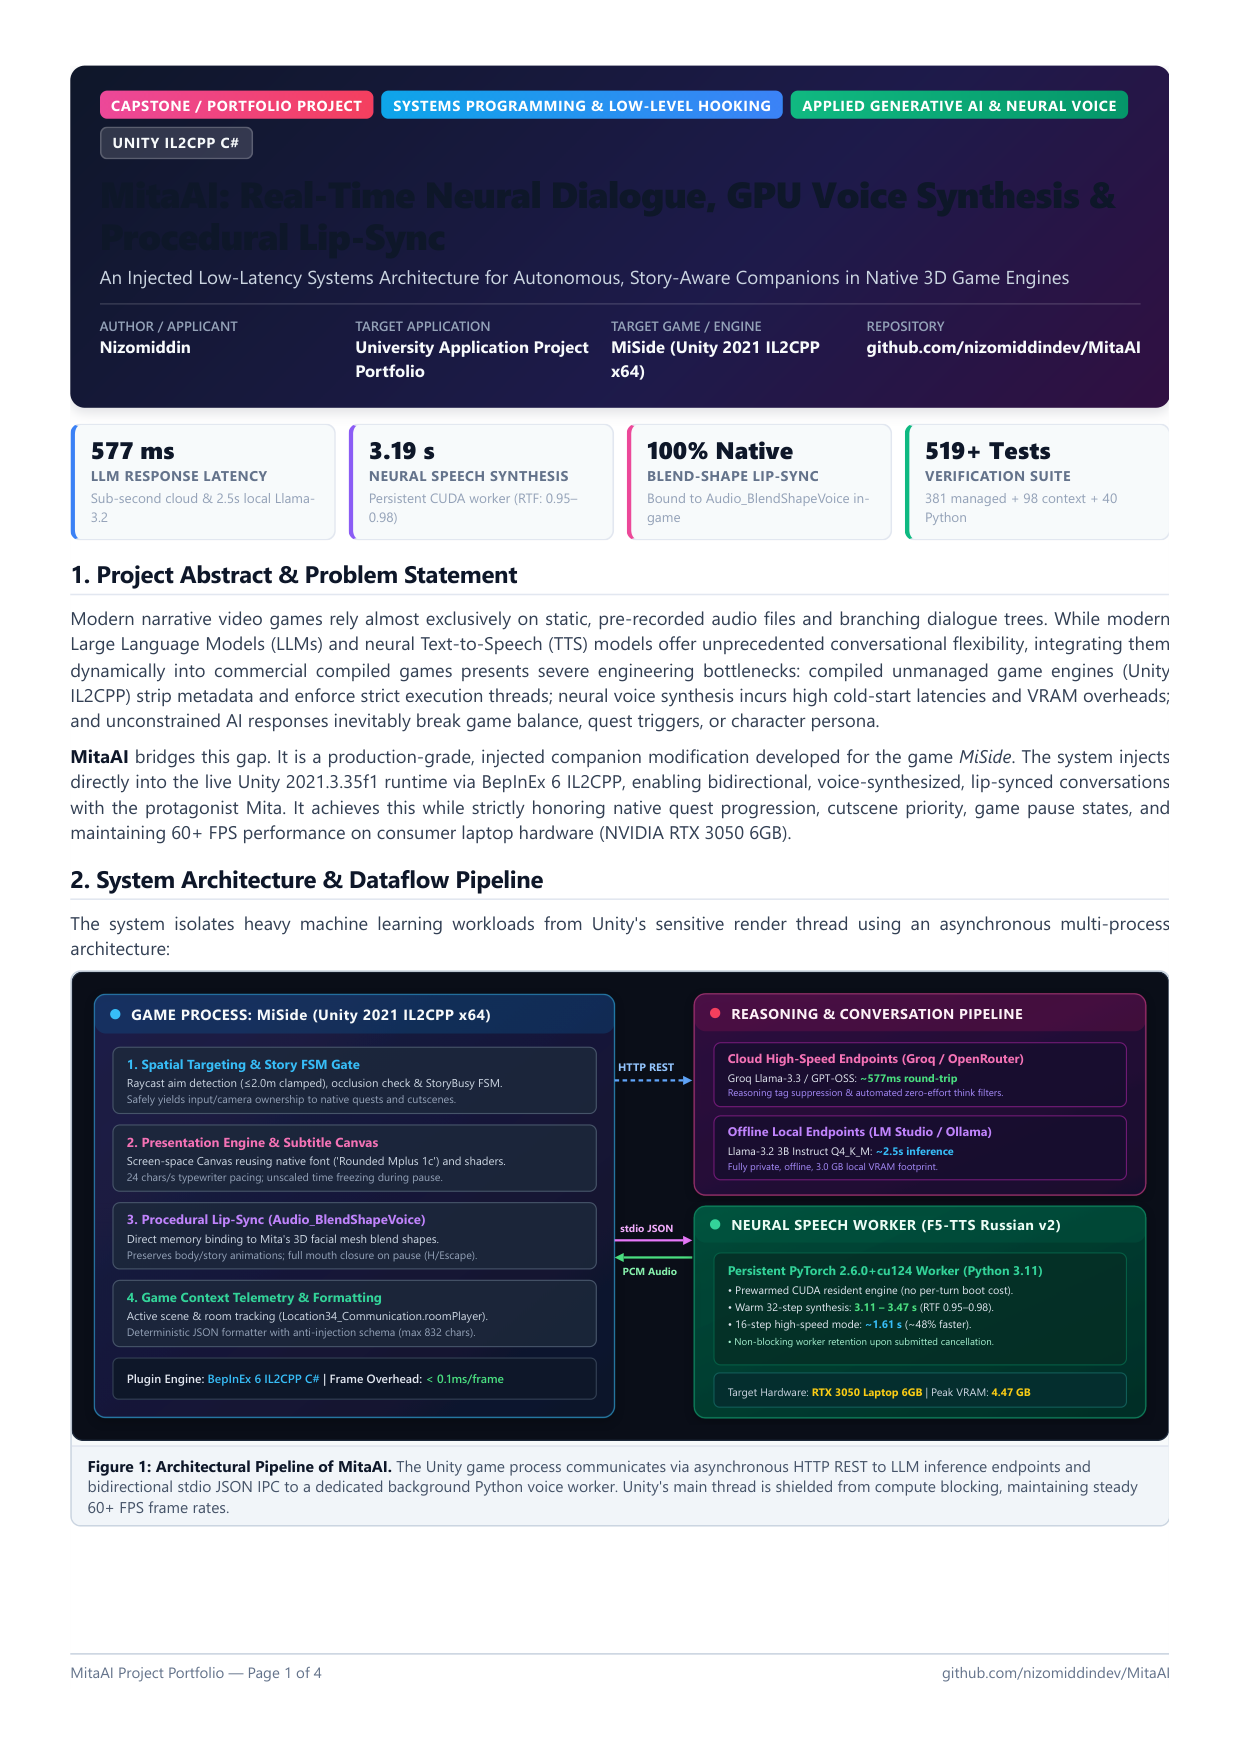 CAPSTONE / PORTFOLIO PROJECT
SYSTEMS PROGRAMMING & LOW-LEVEL HOOKING
APPLIED GENERATIVE AI & NEURAL VOICE
UNITY IL2CPP C#
MitaAI: Real-Time Neural Dialogue, GPU Voice Synthesis &
Procedural Lip-Sync
An Injected Low-Latency Systems Architecture for Autonomous, Story-Aware Companions in Native 3D Game Engines
AUTHOR / APPLICANT
Nizomiddin
TARGET APPLICATION
University Application Project
Portfolio
TARGET GAME / ENGINE
MiSide (Unity 2021 IL2CPP
x64)
REPOSITORY
github.com/nizomiddindev/MitaAI
577 ms
LLM RESPONSE LATENCY
Sub-second cloud & 2.5s local Llama-
3.2
3.19 s
NEURAL SPEECH SYNTHESIS
Persistent CUDA worker (RTF: 0.95–
0.98)
100% Native
BLEND-SHAPE LIP-SYNC
Bound to Audio_BlendShapeVoice in-
game
519+ Tests
VERIFICATION SUITE
381 managed + 98 context + 40
Python
1. Project Abstract & Problem Statement
Modern narrative video games rely almost exclusively on static, pre-recorded audio files and branching dialogue trees. While modern
Large Language Models (LLMs) and neural Text-to-Speech (TTS) models offer unprecedented conversational flexibility, integrating them
dynamically into commercial compiled games presents severe engineering bottlenecks: compiled unmanaged game engines (Unity
IL2CPP) strip metadata and enforce strict execution threads; neural voice synthesis incurs high cold-start latencies and VRAM overheads;
and unconstrained AI responses inevitably break game balance, quest triggers, or character persona.
MitaAI bridges this gap. It is a production-grade, injected companion modification developed for the game MiSide. The system injects
directly into the live Unity 2021.3.35f1 runtime via BepInEx 6 IL2CPP, enabling bidirectional, voice-synthesized, lip-synced conversations
with the protagonist Mita. It achieves this while strictly honoring native quest progression, cutscene priority, game pause states, and
maintaining 60+ FPS performance on consumer laptop hardware (NVIDIA RTX 3050 6GB).
2. System Architecture & Dataflow Pipeline
The system isolates heavy machine learning workloads from Unity's sensitive render thread using an asynchronous multi-process
architecture:
GAME PROCESS: MiSide (Unity 2021 IL2CPP x64)
1. Spatial Targeting & Story FSM Gate
Raycast aim detection (≤2.0m clamped), occlusion check & StoryBusy FSM.
Safely yields input/camera ownership to native quests and cutscenes.
2. Presentation Engine & Subtitle Canvas
Screen-space Canvas reusing native font ('Rounded Mplus 1c') and shaders.
24 chars/s typewriter pacing; unscaled time freezing during pause.
3. Procedural Lip-Sync (Audio_BlendShapeVoice)
Direct memory binding to Mita's 3D facial mesh blend shapes.
Preserves body/story animations; full mouth closure on pause (H/Escape).
4. Game Context Telemetry & Formatting
Active scene & room tracking (Location34_Communication.roomPlayer).
Deterministic JSON formatter with anti-injection schema (max 832 chars).
Plugin Engine: BepInEx 6 IL2CPP C# | Frame Overhead: < 0.1ms/frame
HTTP REST
stdio JSON
PCM Audio
REASONING & CONVERSATION PIPELINE
Cloud High-Speed Endpoints (Groq / OpenRouter)
Groq Llama-3.3 / GPT-OSS: ~577ms round-trip
Reasoning tag suppression & automated zero-effort think filters.
Offline Local Endpoints (LM Studio / Ollama)
Llama-3.2 3B Instruct Q4_K_M: ~2.5s inference
Fully private, offline, 3.0 GB local VRAM footprint.
NEURAL SPEECH WORKER (F5-TTS Russian v2)
Persistent PyTorch 2.6.0+cu124 Worker (Python 3.11)
• Prewarmed CUDA resident engine (no per-turn boot cost).
• Warm 32-step synthesis: 3.11 – 3.47 s (RTF 0.95–0.98).
• 16-step high-speed mode: ~1.61 s (~48% faster).
• Non-blocking worker retention upon submitted cancellation.
Target Hardware: RTX 3050 Laptop 6GB | Peak VRAM: 4.47 GB
Figure 1: Architectural Pipeline of MitaAI. The Unity game process communicates via asynchronous HTTP REST to LLM inference endpoints and
bidirectional stdio JSON IPC to a dedicated background Python voice worker. Unity's main thread is shielded from compute blocking, maintaining steady
60+ FPS frame rates.
MitaAI Project Portfolio — Page 1 of 4
github.com/nizomiddindev/MitaAI